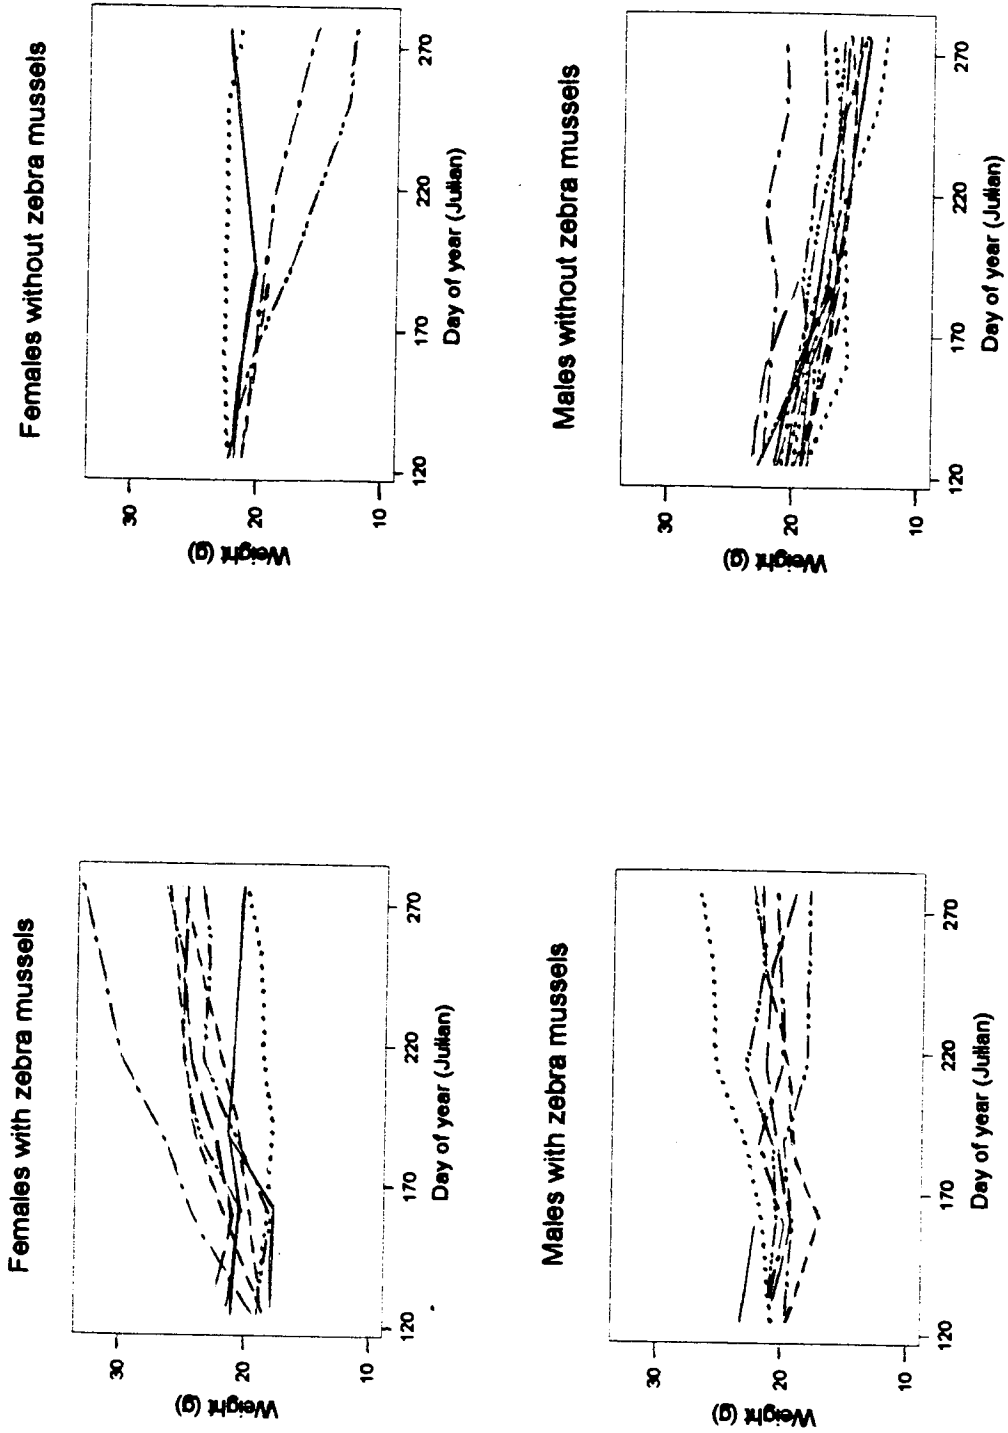 Females with zebra mussels
Weight (g)
30
20
10
120
170
220
270
Day of year (Julian)
Females without zebra mussels
Weight (g)
30
20
10
120
170
220
270
Day of year (Julian)
Males with zebra mussels
Weight (g)
30
20
10
120
170
220
270
Day of year (Julian)
Males without zebra mussels
Weight (g)
30
20
10
120
170
220
270
Day of year (Julian)